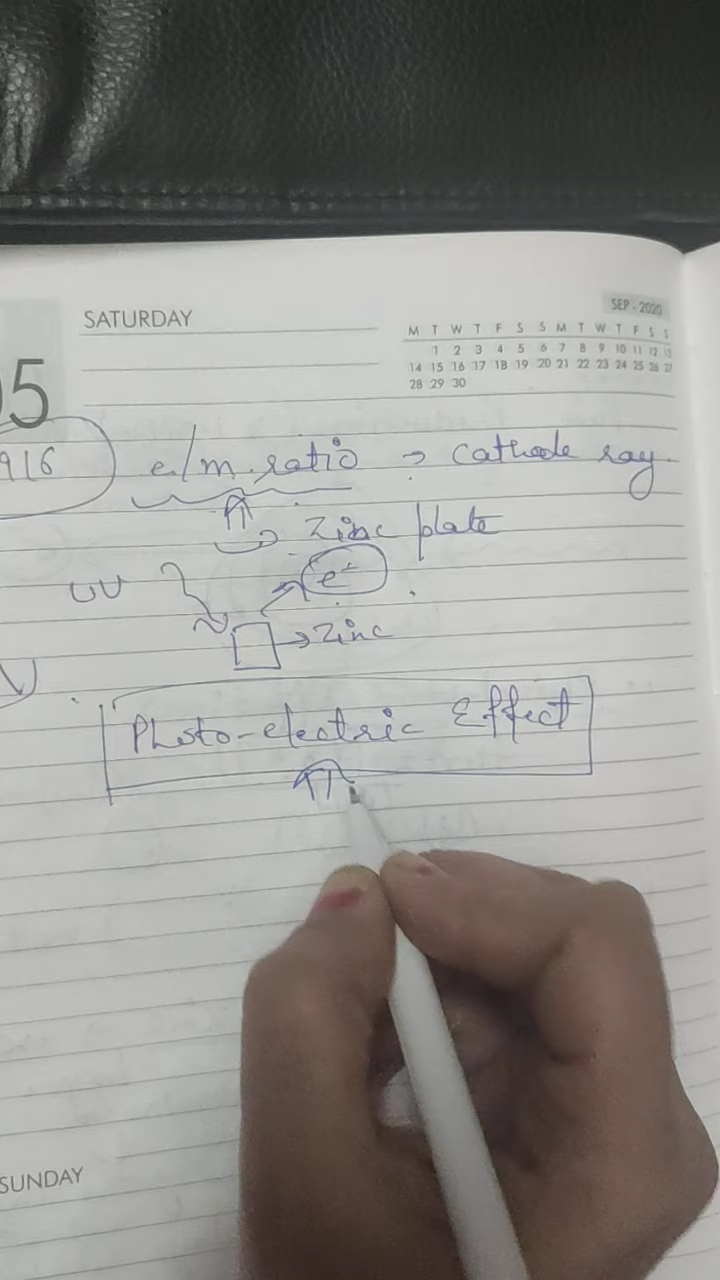 SEP - 2020
SATURDAY
M T W T F S S M T W T F S S
1 2 3 4 5 6 7 8 9 10 11 12 13
14 15 16 17 18 19 20 21 22 23 24 25 26 27
28 29 30
05
916 e/m ratio → cathode ray
→ Zinc plate
UV e-
→ Zinc
Photo-electric Effect
SUNDAY